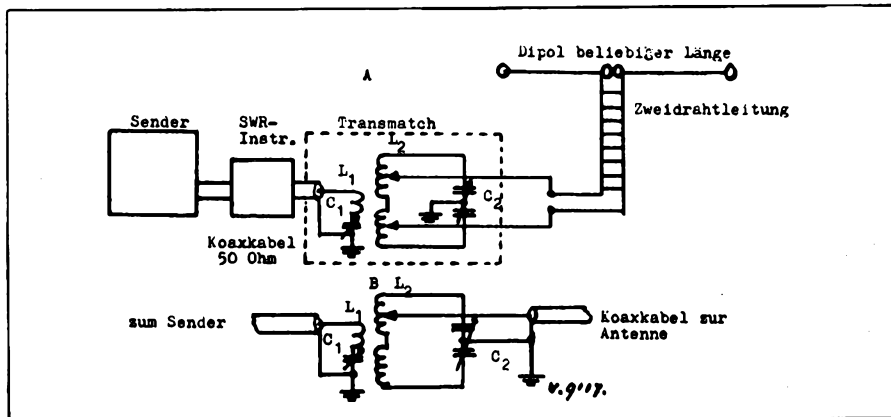 A
Dipol beliebiger Länge
Zweidrahtleitung
Sender
SWR-
Instr.
Transmatch
L2
L1
C1
C2
Koaxkabel
50 Ohm
B L2
zum Sender
L1
C1
C2
Koaxkabel zur
Antenne